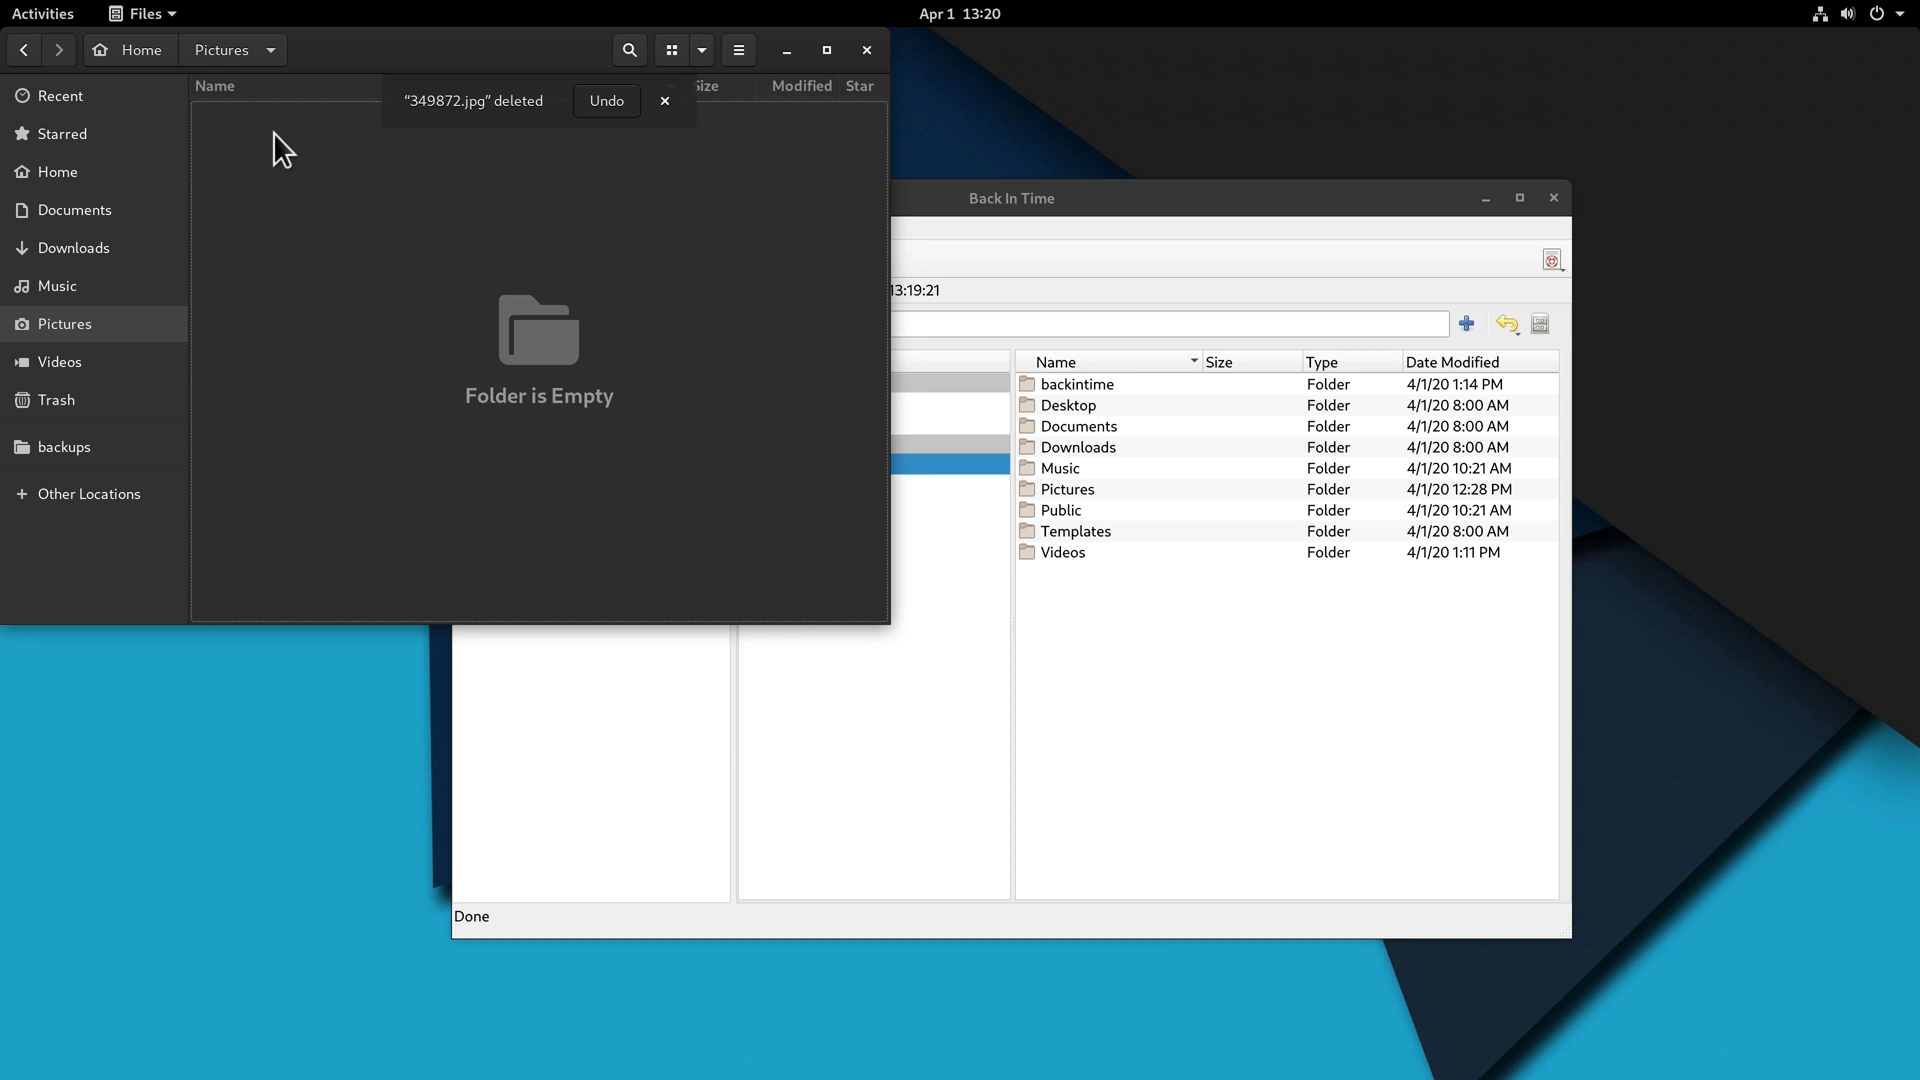 Activities Files Apr 1 13:20
Home Pictures
Name Size Modified Star
“349872.jpg” deleted Undo
Recent
Starred
Home
Documents
Downloads
Music
Pictures
Videos
Trash
backups
Other Locations
Folder is Empty
Back In Time
13:19:21
Name Size Type Date Modified
backintime Folder 4/1/20 1:14 PM
Desktop Folder 4/1/20 8:00 AM
Documents Folder 4/1/20 8:00 AM
Downloads Folder 4/1/20 8:00 AM
Music Folder 4/1/20 10:21 AM
Pictures Folder 4/1/20 12:28 PM
Public Folder 4/1/20 10:21 AM
Templates Folder 4/1/20 8:00 AM
Videos Folder 4/1/20 1:11 PM
Done